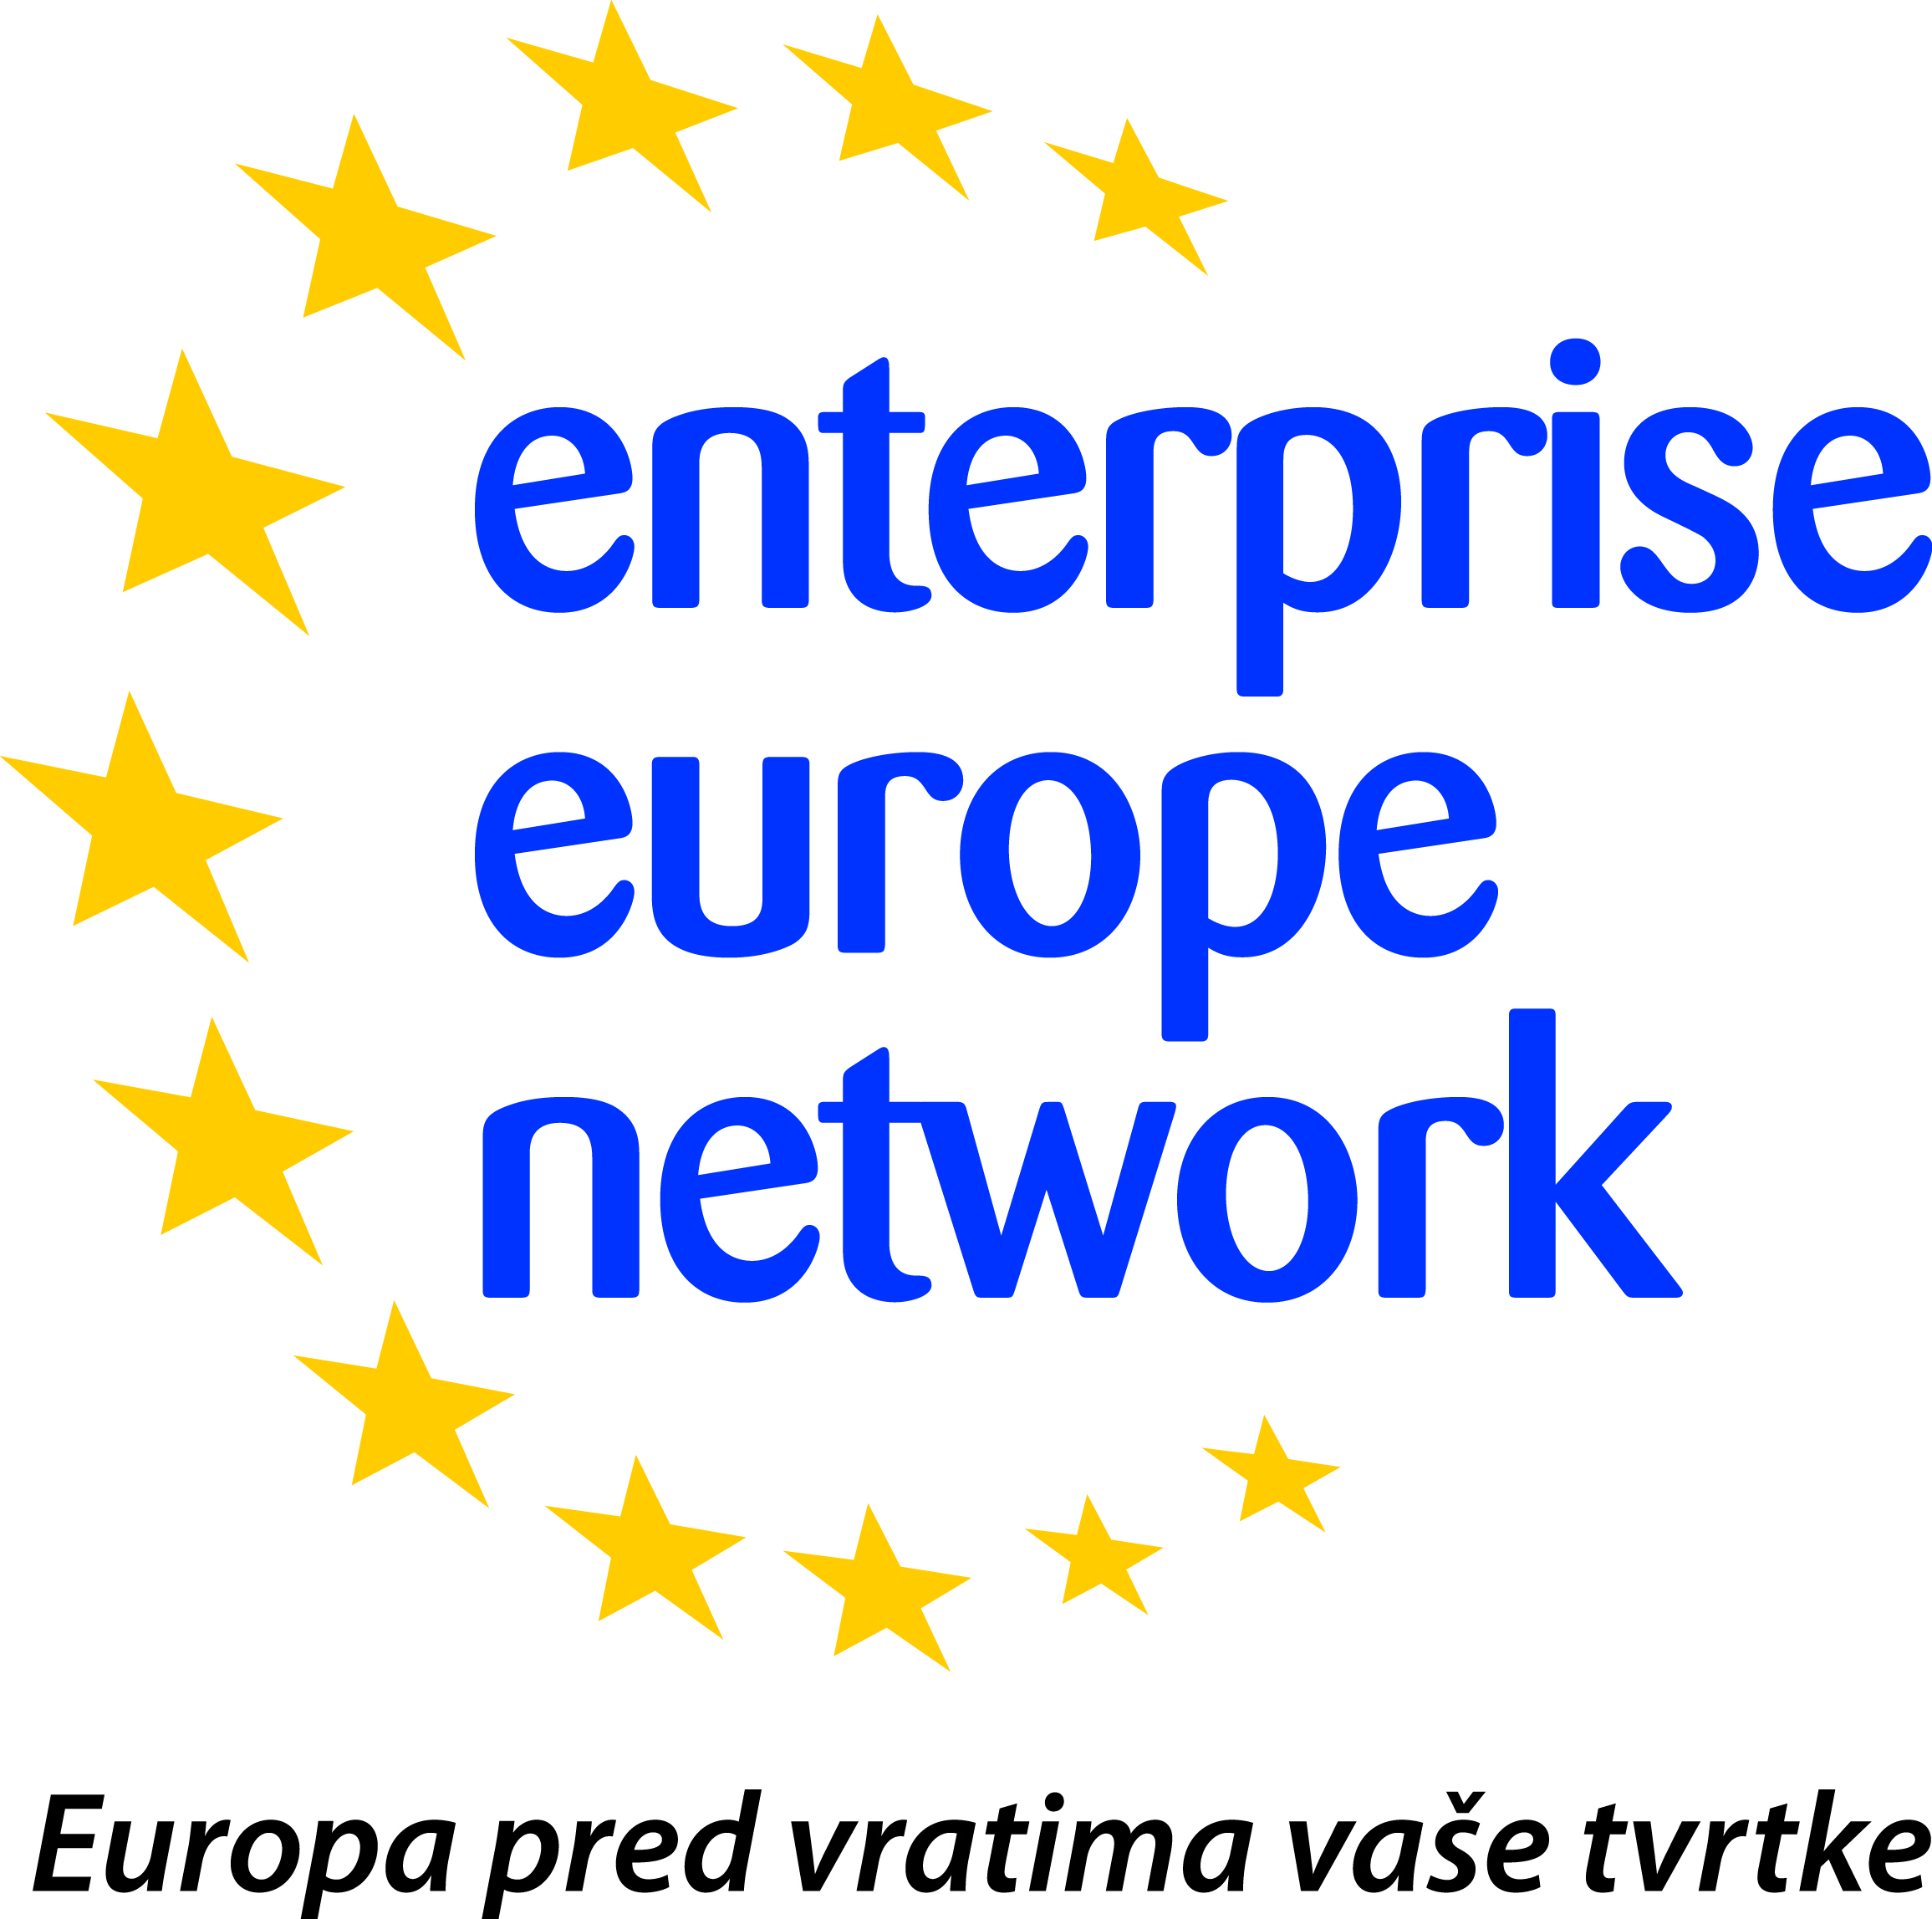 enterprise
europe
network
Europa pred vratima vaše tvrtke